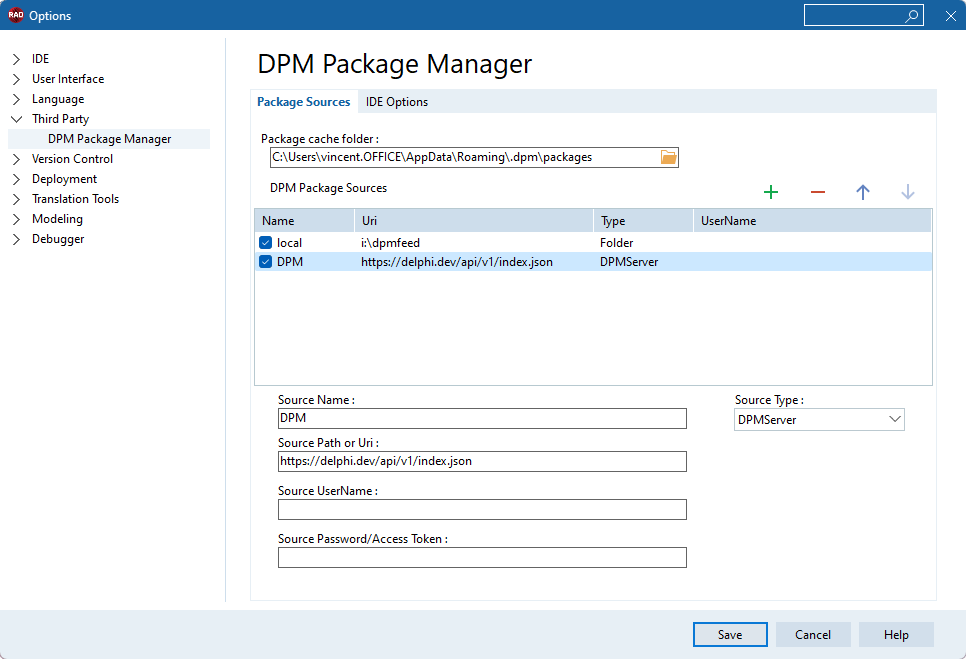 RAD Options
IDE
User Interface
Language
Third Party
DPM Package Manager
Version Control
Deployment
Translation Tools
Modeling
Debugger
DPM Package Manager
Package Sources IDE Options
Package cache folder :
C:\Users\vincent.OFFICE\AppData\Roaming\.dpm\packages
DPM Package Sources
Name Uri Type UserName
local i:\dpmfeed Folder
DPM https://delphi.dev/api/v1/index.json DPMServer
Source Name : Source Type :
DPM DPMServer
Source Path or Uri :
https://delphi.dev/api/v1/index.json
Source UserName :
Source Password/Access Token :
Save Cancel Help